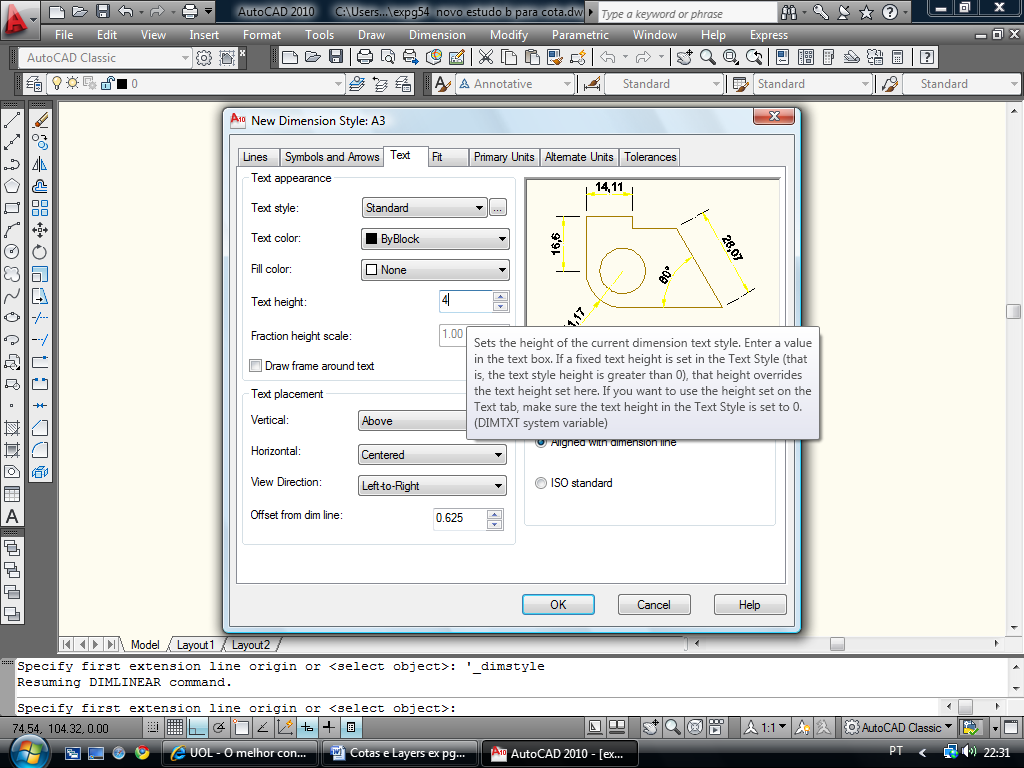 AutoCAD 2010 C:\Users...\expg54_novo estudo b para cota.dw
Type a keyword or phrase
File Edit View Insert Format Tools Draw Dimension Modify Parametric Window Help Express
AutoCAD Classic
0 Annotative Standard Standard Standard
A10 New Dimension Style: A3
Lines Symbols and Arrows Text Fit Primary Units Alternate Units Tolerances
Text appearance
Text style: Standard ...
Text color: ByBlock
Fill color: None
Text height: 4
Fraction height scale: 1.00
Draw frame around text
Text placement
Vertical: Above
Horizontal: Centered
View Direction: Left-to-Right
Offset from dim line: 0.625
14,11
16,6
28,07
60°
Sets the height of the current dimension text style. Enter a value
in the text box. If a fixed text height is set in the Text Style (that
is, the text style height is greater than 0), that height overrides
the text height set here. If you want to use the height set on the
Text tab, make sure the text height in the Text Style is set to 0.
(DIMTXT system variable)
Aligned with dimension line
ISO standard
OK Cancel Help
A
Model Layout1 Layout2
Specify first extension line origin or <select object>: '_dimstyle
Resuming DIMLINEAR command.
Specify first extension line origin or <select object>:
74,54, 104.32, 0.00 1:1 AutoCAD Classic
UOL - O melhor con... Cotas e Layers ex pg... AutoCAD 2010 - [ex... PT 22:31